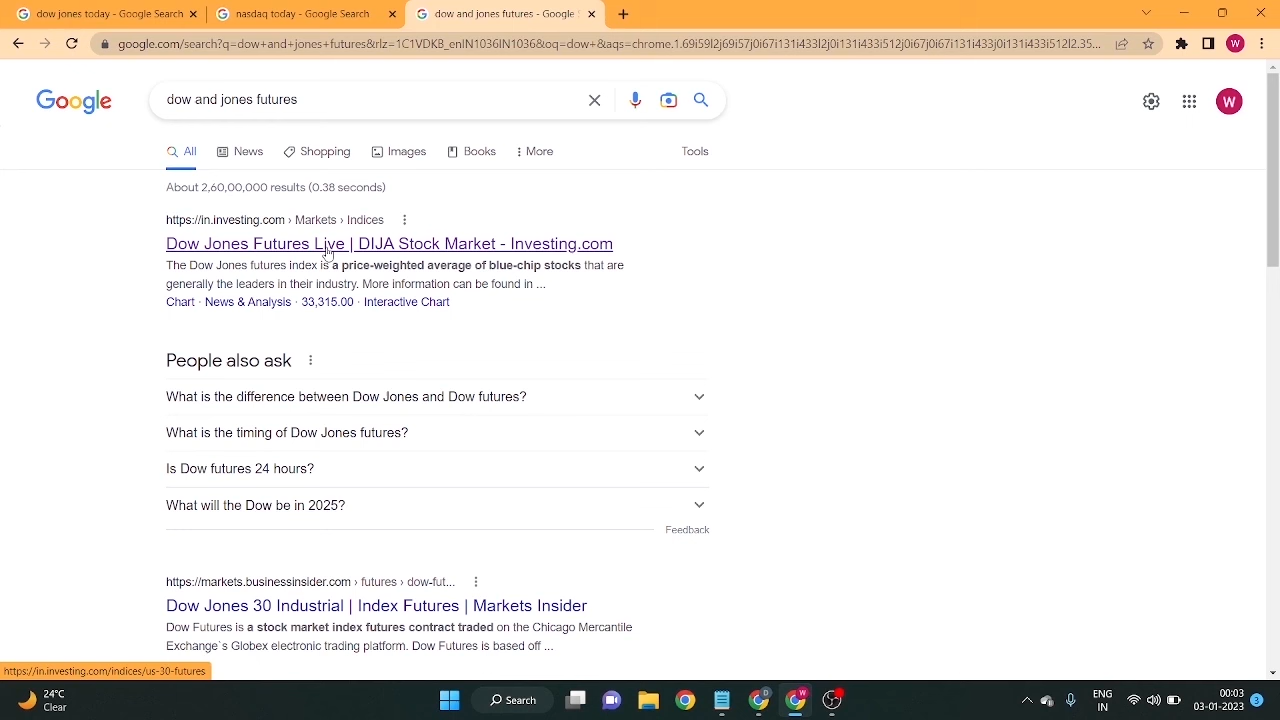 dow jones today - Google Search
nasdaq today - Google Search
dow and jones futures - Google S
google.com/search?q=dow+and+jones+futures&rlz=1C1VDKB_enIN1036IN1036&oq=dow+&aqs=chrome.1.69i59l2j69i57j0i67i131i433l2j0i131i433i512j0i67j0i67i131i433j0i131i433i512l2.35...
W
Google
dow and jones futures
W
All
News
Shopping
Images
Books
More
Tools
About 2,60,00,000 results (0.38 seconds)
https://in.investing.com › Markets › Indices
Dow Jones Futures Live | DIJA Stock Market - Investing.com
The Dow Jones futures index is a price-weighted average of blue-chip stocks that are
generally the leaders in their industry. More information can be found in ...
Chart · News & Analysis · 33,315.00 · Interactive Chart
People also ask
What is the difference between Dow Jones and Dow futures?
What is the timing of Dow Jones futures?
Is Dow futures 24 hours?
What will the Dow be in 2025?
Feedback
https://markets.businessinsider.com › futures › dow-fut...
Dow Jones 30 Industrial | Index Futures | Markets Insider
Dow Futures is a stock market index futures contract traded on the Chicago Mercantile
Exchange`s Globex electronic trading platform. Dow Futures is based off ...
https://in.investing.com/indices/us-30-futures
24°C
Clear
Search
D
W
ENG
IN
00:03
03-01-2023
3